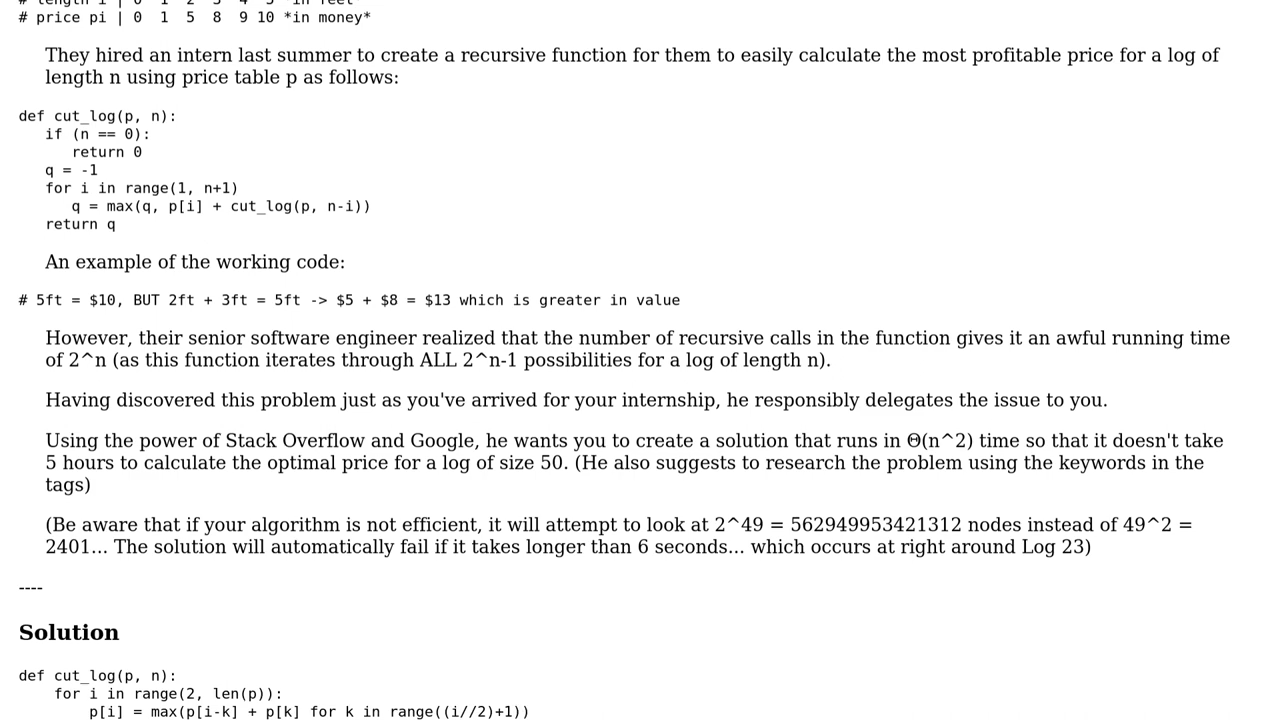 # length i | 0  1  2  3  4  5 *in feet*
# price pi | 0  1  5  8  9 10 *in money*
They hired an intern last summer to create a recursive function for them to easily calculate the most profitable price for a log of
length n using price table p as follows:
def cut_log(p, n):
   if (n == 0):
      return 0
   q = -1
   for i in range(1, n+1)
      q = max(q, p[i] + cut_log(p, n-i))
   return q
An example of the working code:
# 5ft = $10, BUT 2ft + 3ft = 5ft -> $5 + $8 = $13 which is greater in value
However, their senior software engineer realized that the number of recursive calls in the function gives it an awful running time
of 2^n (as this function iterates through ALL 2^n-1 possibilities for a log of length n).
Having discovered this problem just as you've arrived for your internship, he responsibly delegates the issue to you.
Using the power of Stack Overflow and Google, he wants you to create a solution that runs in Θ(n^2) time so that it doesn't take
5 hours to calculate the optimal price for a log of size 50. (He also suggests to research the problem using the keywords in the
tags)
(Be aware that if your algorithm is not efficient, it will attempt to look at 2^49 = 562949953421312 nodes instead of 49^2 =
2401... The solution will automatically fail if it takes longer than 6 seconds... which occurs at right around Log 23)
----
Solution
def cut_log(p, n):
    for i in range(2, len(p)):
        p[i] = max(p[i-k] + p[k] for k in range((i//2)+1))